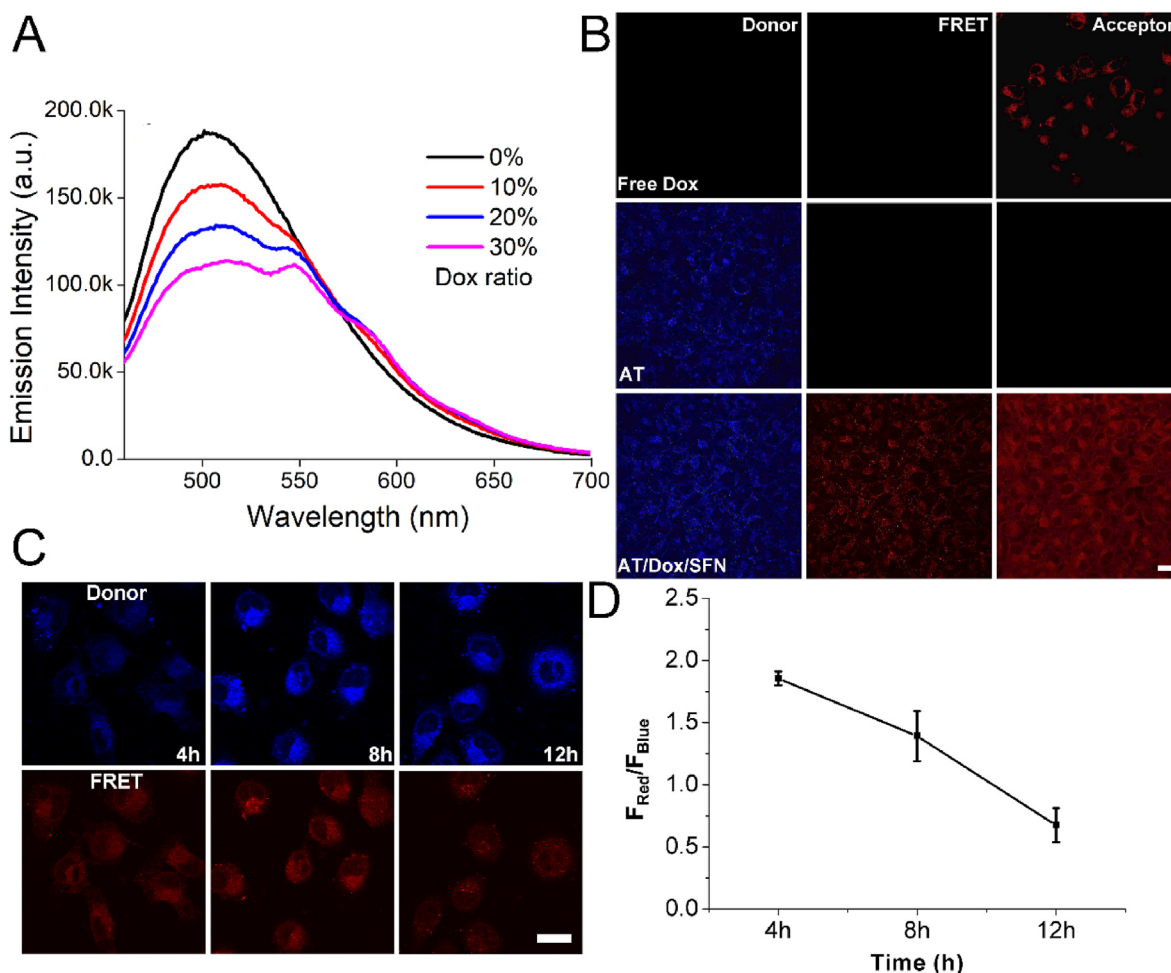 A
Emission Intensity (a.u.)
200.0k
150.0k
100.0k
50.0k
0.0
500
550
600
650
700
Wavelength (nm)
0%
10%
20%
30%
Dox ratio
B
Donor
FRET
Acceptor
Free Dox
AT
AT/Dox/SFN
C
Donor
4h
8h
12h
FRET
D
F_Red/F_Blue
2.5
2.0
1.5
1.0
0.5
0.0
4h
8h
12h
Time (h)